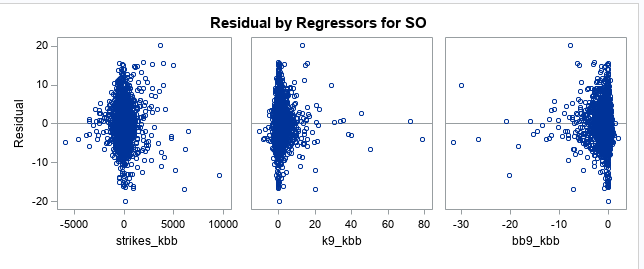 Residual by Regressors for SO
Residual
20
10
0
-10
-20
-5000 0 5000 10000
strikes_kbb
0 20 40 60 80
k9_kbb
-30 -20 -10 0
bb9_kbb